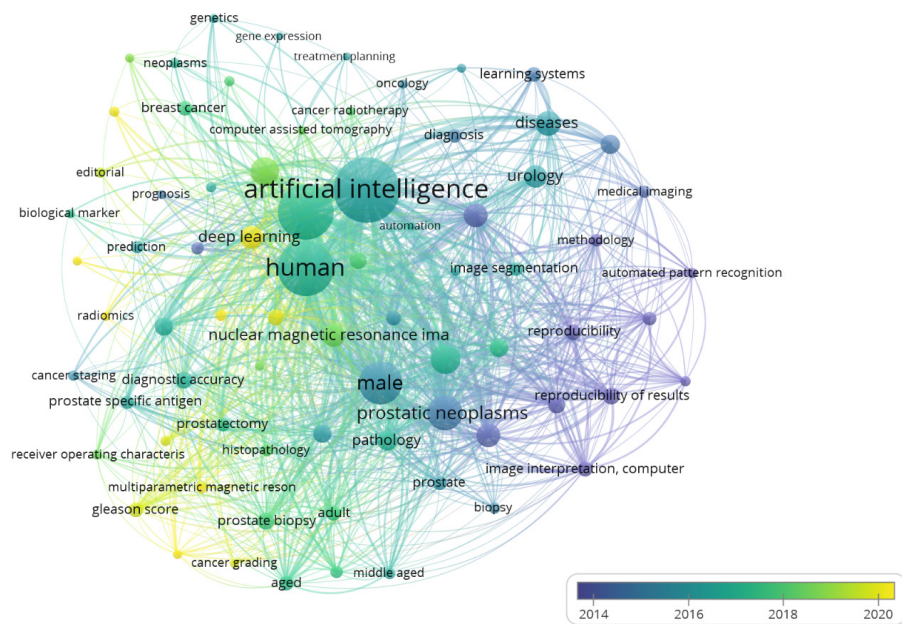 genetics
gene expression
treatment planning
neoplasms
oncology
learning systems
breast cancer
cancer radiotherapy
computer assisted tomography
diagnosis
diseases
editorial
prognosis
artificial intelligence
urology
medical imaging
biological marker
automation
deep learning
prediction
methodology
human
image segmentation
automated pattern recognition
radiomics
nuclear magnetic resonance ima
reproducibility
cancer staging
diagnostic accuracy
male
prostate specific antigen
reproducibility of results
prostatic neoplasms
prostatectomy
pathology
receiver operating characteris
histopathology
image interpretation, computer
multiparametric magnetic reson
prostate
gleason score
prostate biopsy
adult
biopsy
cancer grading
aged
middle aged
2014 2016 2018 2020